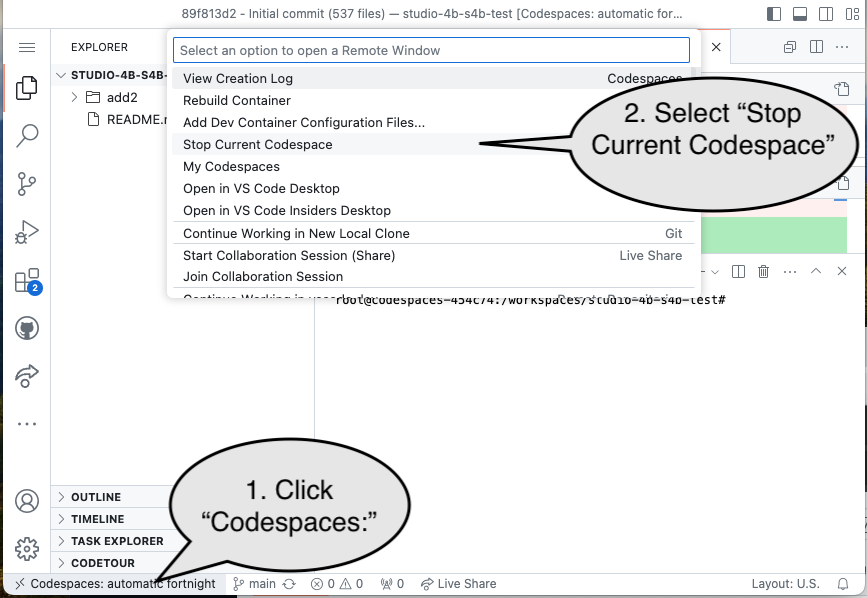 89f813d2 - Initial commit (537 files) — studio-4b-s4b-test [Codespaces: automatic for...
EXPLORER
Select an option to open a Remote Window
STUDIO-4B-S4B-
add2
README.
View Creation Log Codespaces
Rebuild Container
Add Dev Container Configuration Files...
Stop Current Codespace
My Codespaces
Open in VS Code Desktop
Open in VS Code Insiders Desktop
Continue Working in New Local Clone Git
Start Collaboration Session (Share) Live Share
Join Collaboration Session
2. Select “Stop
Current Codespace”
root@codespaces-454c74:/workspaces/studio-4b-s4b-test#
2
OUTLINE
TIMELINE
TASK EXPLORER
CODETOUR
1. Click
“Codespaces:”
Codespaces: automatic fortnight main 0 0 0 Live Share Layout: U.S.